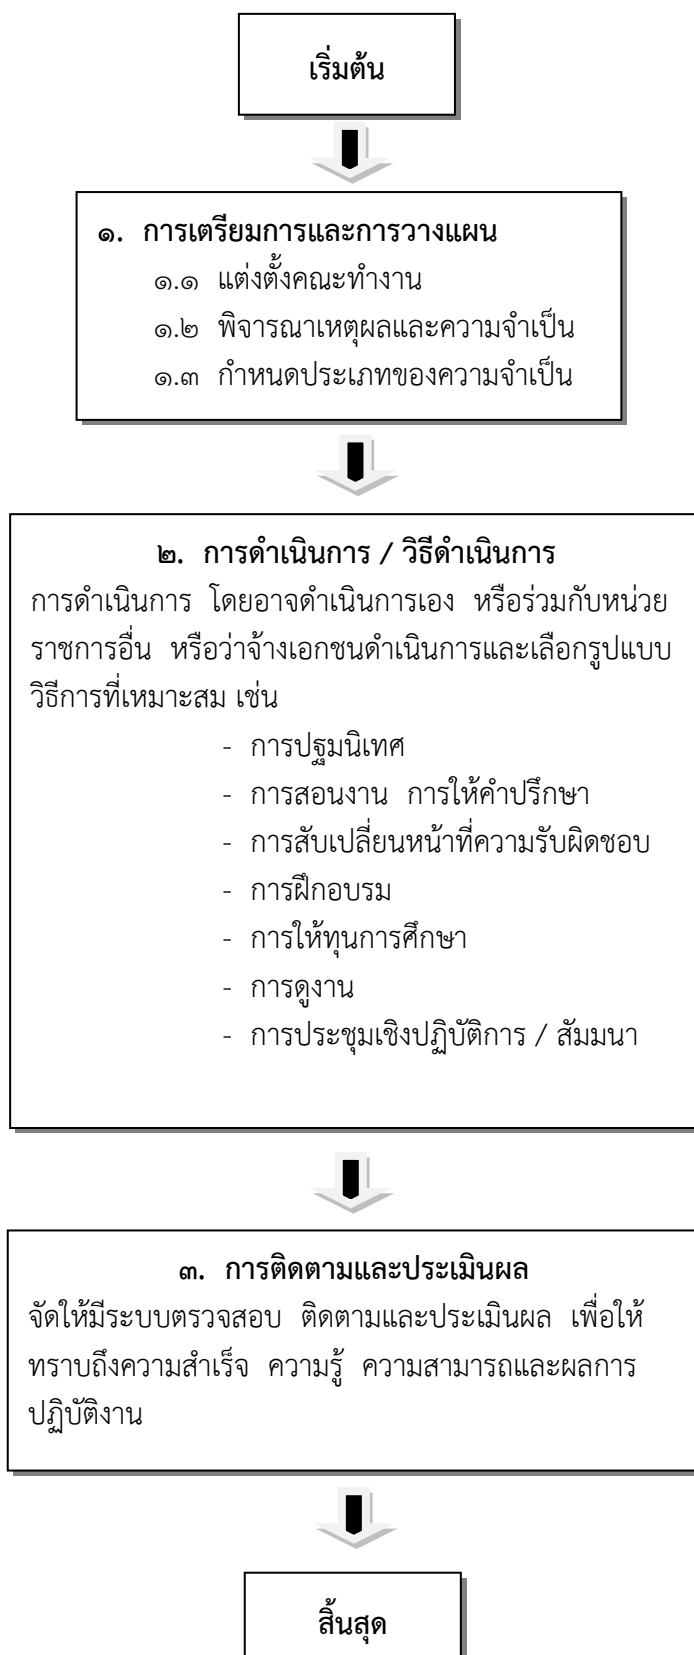 เริ่มต้น
๑. การเตรียมการและการวางแผน
๑.๑ แต่งตั้งคณะทำงาน
๑.๒ พิจารณาเหตุผลและความจำเป็น
๑.๓ กำหนดประเภทของความจำเป็น
๒. การดำเนินการ / วิธีดำเนินการ
การดำเนินการ โดยอาจดำเนินการเอง หรือร่วมกับหน่วย
ราชการอื่น หรือว่าจ้างเอกชนดำเนินการและเลือกรูปแบบ
วิธีการที่เหมาะสม เช่น
- การปฐมนิเทศ
- การสอนงาน การให้คำปรึกษา
- การสับเปลี่ยนหน้าที่ความรับผิดชอบ
- การฝึกอบรม
- การให้ทุนการศึกษา
- การดูงาน
- การประชุมเชิงปฏิบัติการ / สัมมนา
๓. การติดตามและประเมินผล
จัดให้มีระบบตรวจสอบ ติดตามและประเมินผล เพื่อให้
ทราบถึงความสำเร็จ ความรู้ ความสามารถและผลการ
ปฏิบัติงาน
สิ้นสุด